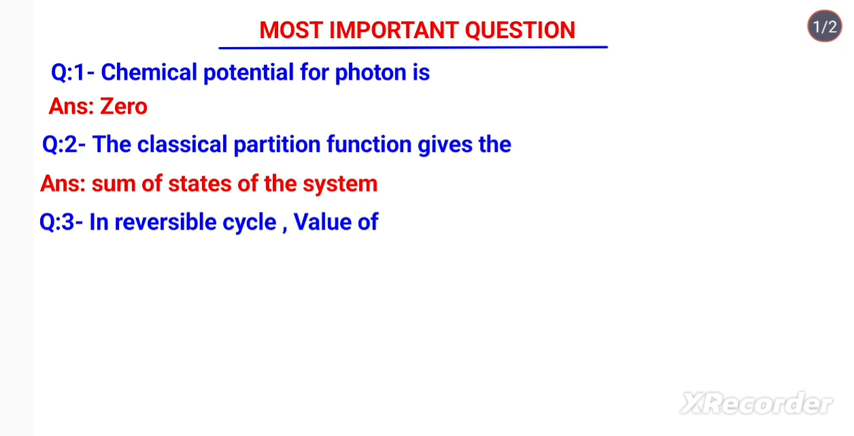 MOST IMPORTANT QUESTION
1/2
Q:1- Chemical potential for photon is
Ans: Zero
Q:2- The classical partition function gives the
Ans: sum of states of the system
Q:3- In reversible cycle , Value of
XRecorder